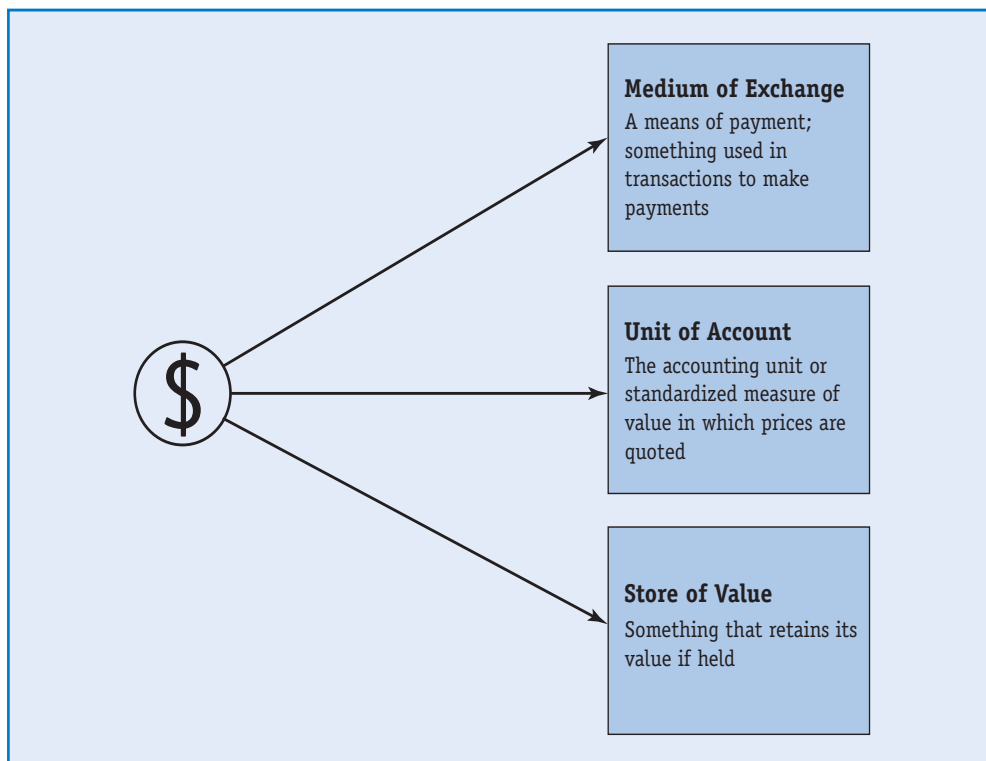 $
Medium of Exchange
A means of payment;
something used in
transactions to make
payments
Unit of Account
The accounting unit or
standardized measure of
value in which prices are
quoted
Store of Value
Something that retains its
value if held